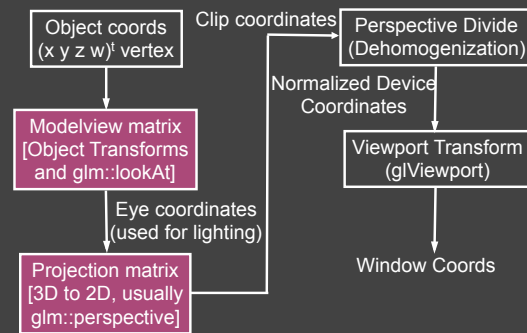 Object coords
(x y z w)ᵗ vertex
Modelview matrix
[Object Transforms
and glm::lookAt]
Eye coordinates
(used for lighting)
Projection matrix
[3D to 2D, usually
glm::perspective]
Clip coordinates
Perspective Divide
(Dehomogenization)
Normalized Device
Coordinates
Viewport Transform
(glViewport)
Window Coords